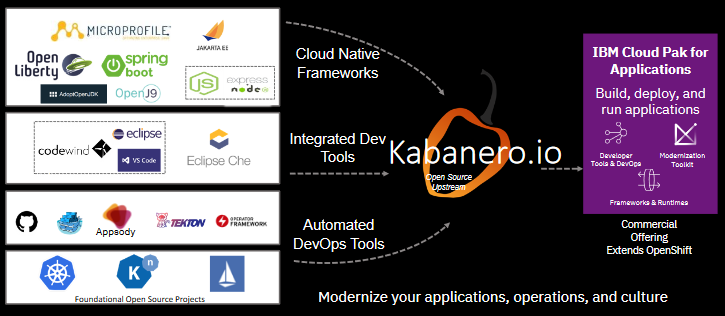 MICROPROFILE
JAKARTA EE
Open
Liberty
spring
boot
JS
express
node
JS
AdoptOpenJDK
OpenJ9
Cloud Native
Frameworks
codewind
eclipse
VS Code
Eclipse Che
Integrated Dev
Tools
Kabanero.io
Open Source
Upstream
Appsody
TEKTON
OPERATOR
FRAMEWORK
Automated
DevOps Tools
K
n
Foundational Open Source Projects
IBM Cloud Pak for
Applications
Build, deploy, and
run applications
Developer
Tools & DevOps
Modernization
Toolkit
Frameworks & Runtimes
Commercial
Offering
Extends OpenShift
Modernize your applications, operations, and culture